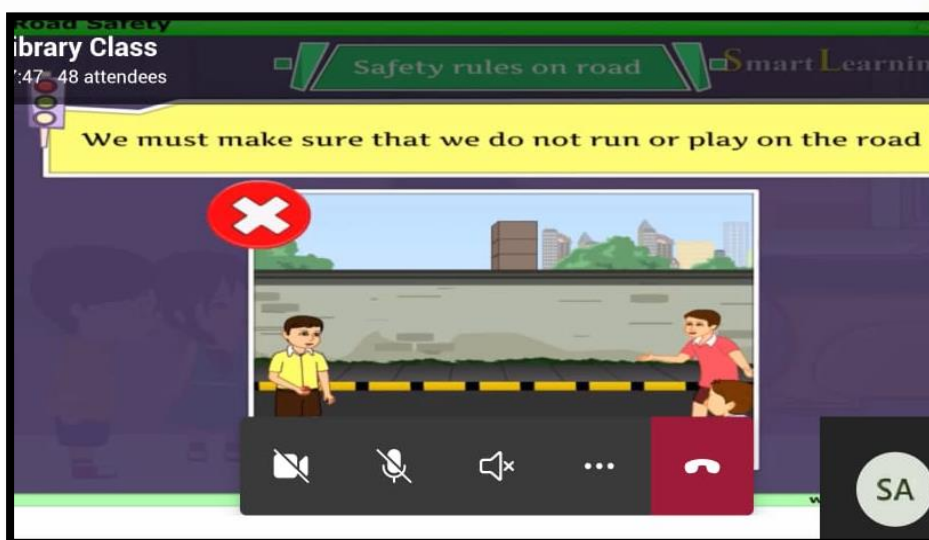 Road Safety
ibrary Class
:47 48 attendees
Safety rules on road
Smart Learnin
We must make sure that we do not run or play on the road
SA